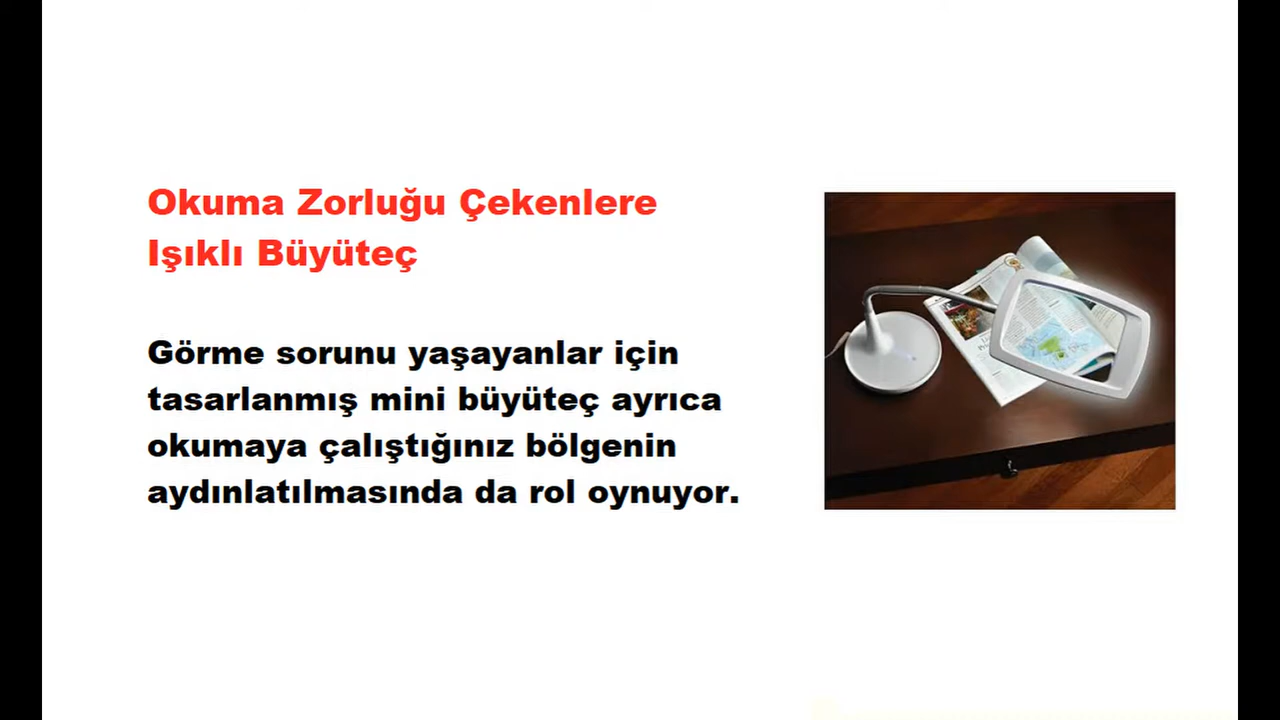 Okuma Zorluğu Çekenlere
Işıklı Büyüteç
Görme sorunu yaşayanlar için
tasarlanmış mini büyüteç ayrıca
okumaya çalıştığınız bölgenin
aydınlatılmasında da rol oynuyor.